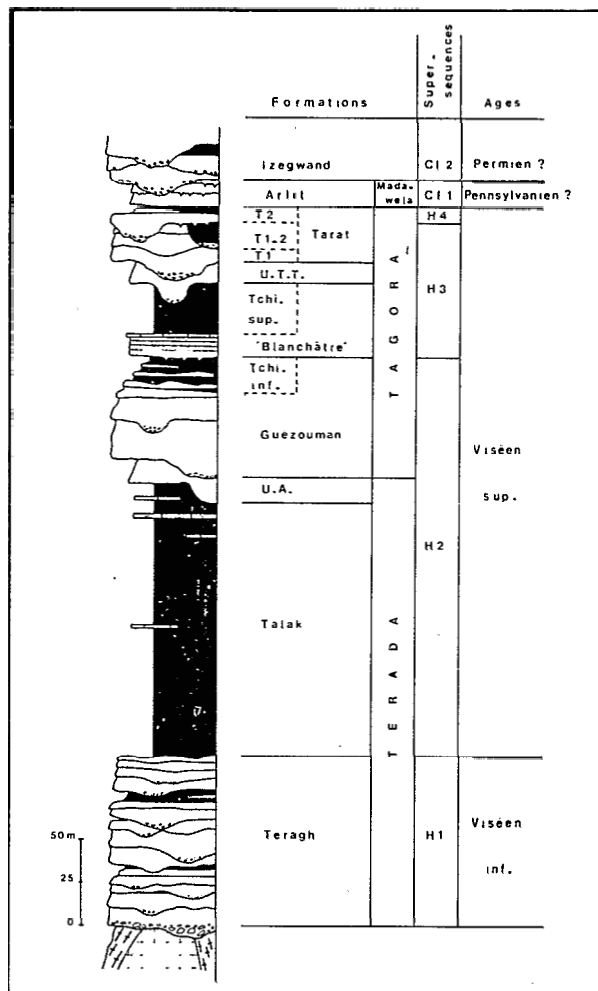 Formations
Super.
sequences
Ages
Izegwand
CI 2
Permien ?
Arlit
Mada.
wela
CI 1
Pennsylvanien ?
T2
H4
T1-2
Tarat
T1
U.T.T.
Tchi.
sup.
H3
"Blanchâtre"
Tchi.
inf.
TAGORA
Guezouman
Viséen
sup.
U.A.
H2
Talak
TERADA
Teragh
H1
Viséen
inf.
50m
25
0